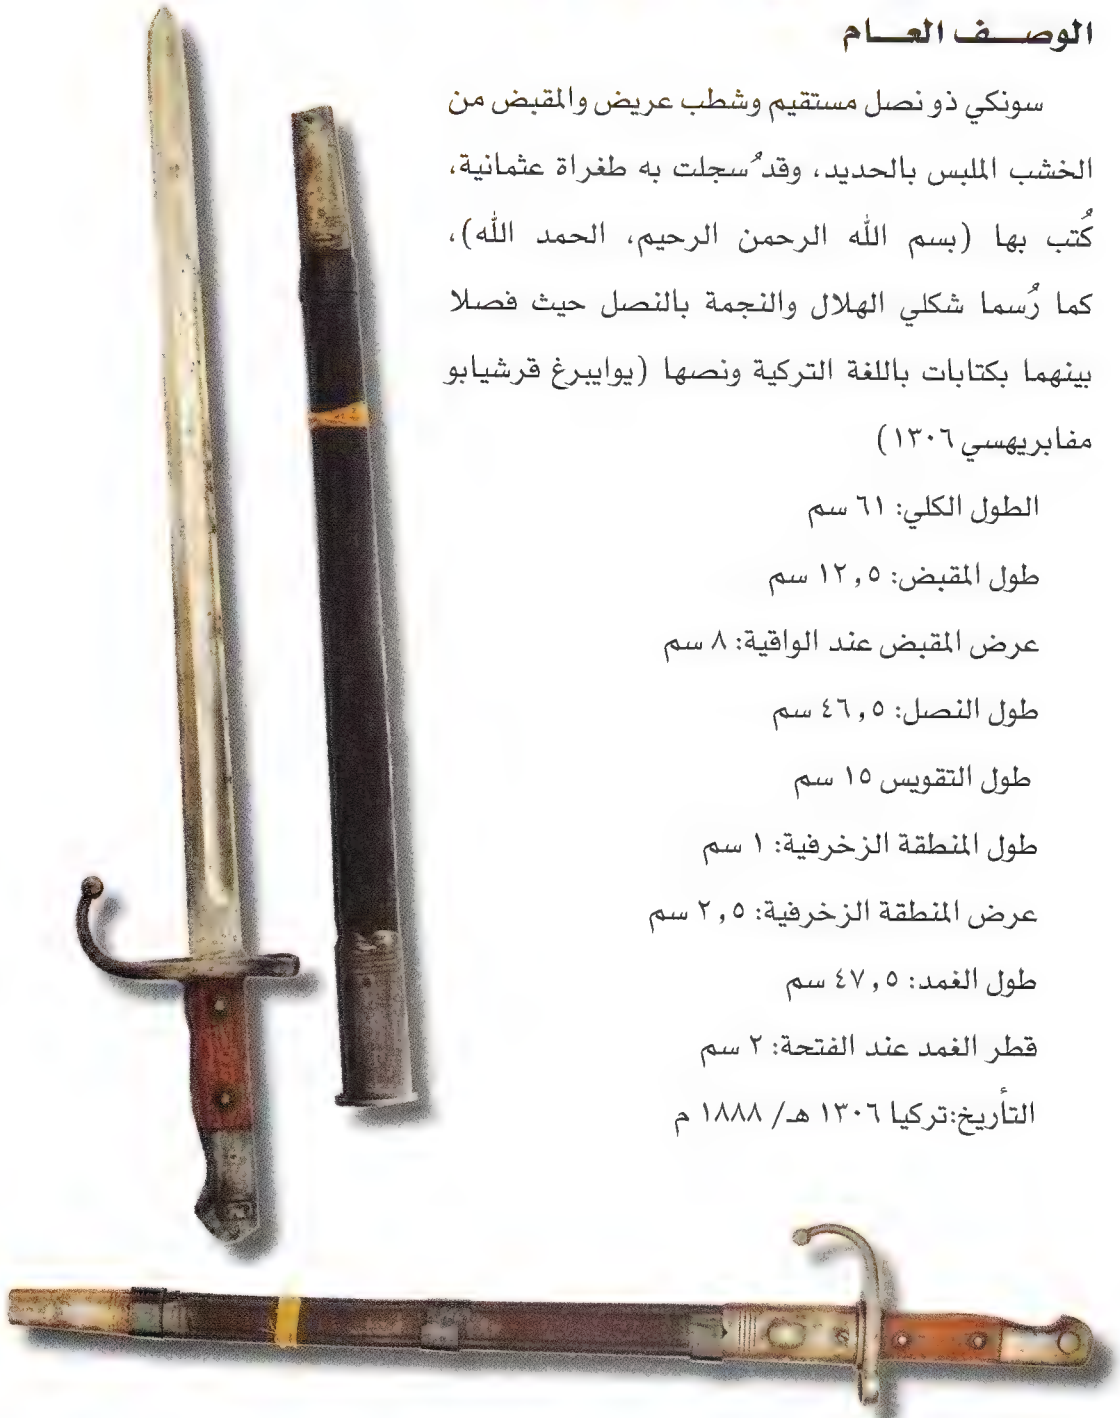 الوصف العام
سونكي ذو نصل مستقيم وشطب عريض والمقبض من
الخشب الملبس بالحديد، وقد ُسجلت به طغراة عثمانية،
كُتب بها (بسم الله الرحمن الرحيم، الحمد الله)،
كما رُسما شكلي الهلال والنجمة بالنصل حيث فصلا
بينهما بكتابات باللغة التركية ونصها (يوايبرغ قرشيابو
مفابريهسي ١٣٠٦)
الطول الكلي: ٦١ سم
طول المقبض: ١٢,٥ سم
عرض المقبض عند الواقية: ٨ سم
طول النصل: ٤٦,٥ سم
طول التقويس ١٥ سم
طول المنطقة الزخرفية: ١ سم
عرض المنطقة الزخرفية: ٢,٥ سم
طول الغمد: ٤٧,٥ سم
قطر الغمد عند الفتحة: ٢ سم
التأريخ:تركيا ١٣٠٦ هـ/ ١٨٨٨ م